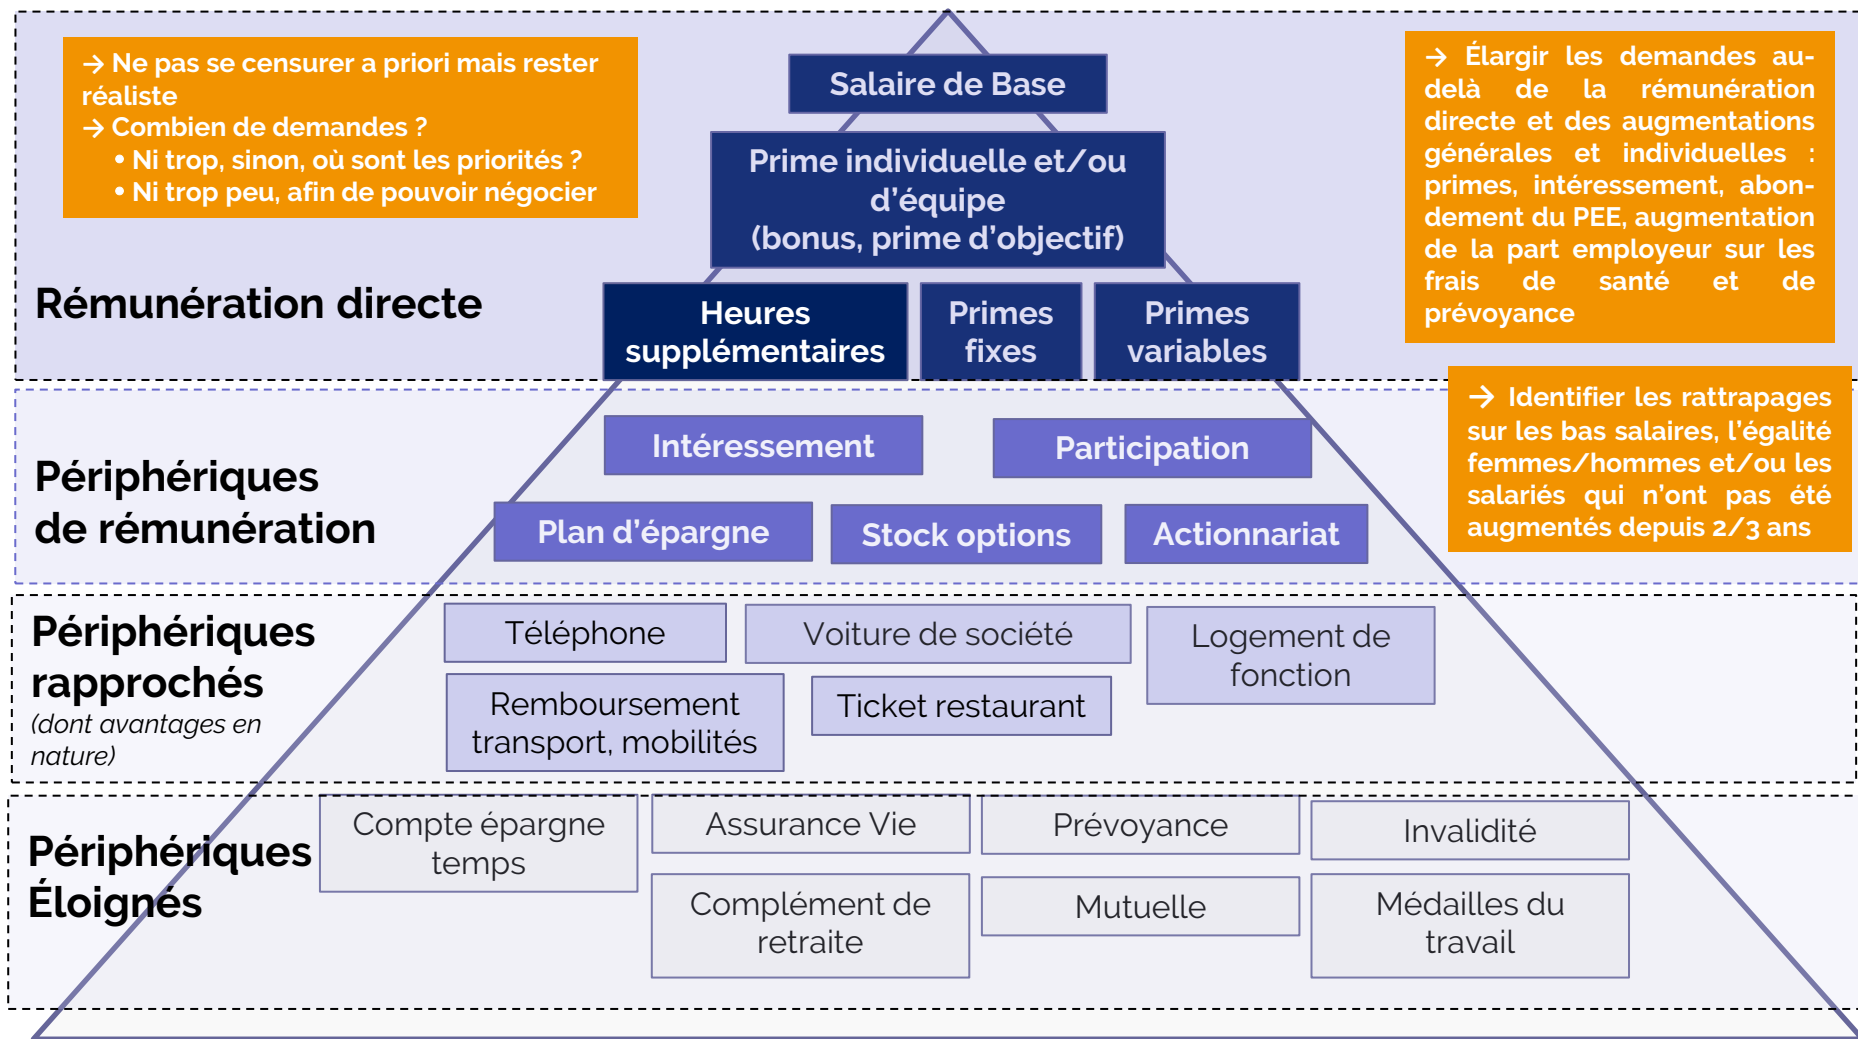 → Ne pas se censurer a priori mais rester
réaliste
→ Combien de demandes ?
• Ni trop, sinon, où sont les priorités ?
• Ni trop peu, afin de pouvoir négocier
Salaire de Base
Prime individuelle et/ou
d’équipe
(bonus, prime d’objectif)
→ Élargir les demandes au-
delà de la rémunération
directe et des augmentations
générales et individuelles :
primes, intéressement, abon-
dement du PEE, augmentation
de la part employeur sur les
frais de santé et de
prévoyance
Rémunération directe
Heures
supplémentaires
Primes
fixes
Primes
variables
→ Identifier les rattrapages
sur les bas salaires, l’égalité
femmes/hommes et/ou les
salariés qui n’ont pas été
augmentés depuis 2/3 ans
Périphériques
de rémunération
Intéressement
Participation
Plan d’épargne
Stock options
Actionnariat
Périphériques
rapprochés
(dont avantages en
nature)
Téléphone
Voiture de société
Logement de
fonction
Remboursement
transport, mobilités
Ticket restaurant
Périphériques
Éloignés
Compte épargne
temps
Assurance Vie
Prévoyance
Invalidité
Complément de
retraite
Mutuelle
Médailles du
travail